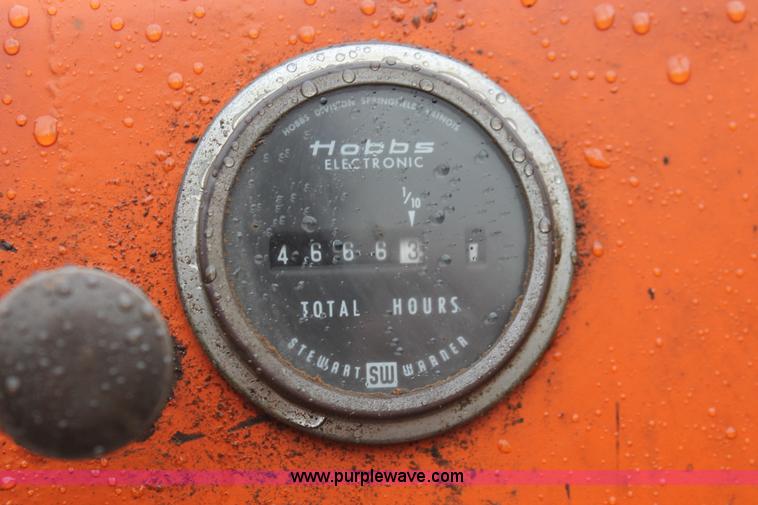 HOBBS DIVISION SPRINGFIELD, ILLINOIS
Hobbs
ELECTRONIC
1/10
4 6 6 6 3
TOTAL HOURS
STEWART SW WARNER
www.purplewave.com